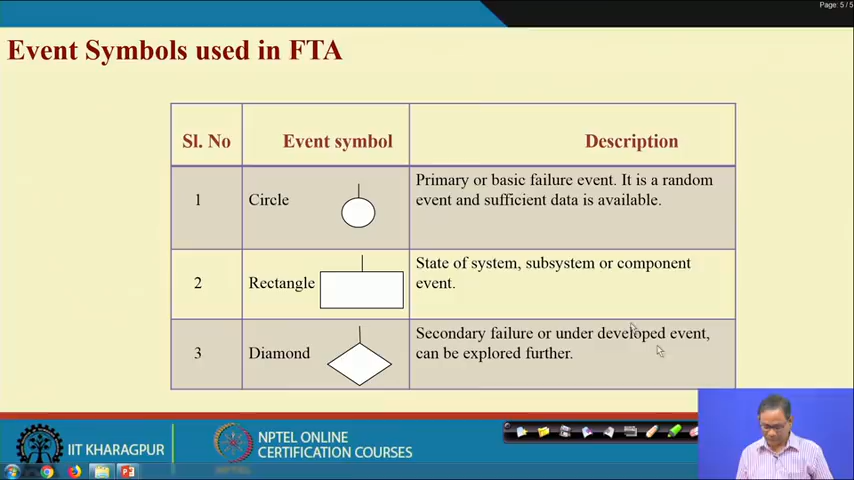 Page: 5 / 5
Event Symbols used in FTA
Sl. No
Event symbol
Description
1
Circle
Primary or basic failure event. It is a random
event and sufficient data is available.
2
Rectangle
State of system, subsystem or component
event.
3
Diamond
Secondary failure or under developed event,
can be explored further.
IIT KHARAGPUR
NPTEL ONLINE
CERTIFICATION COURSES